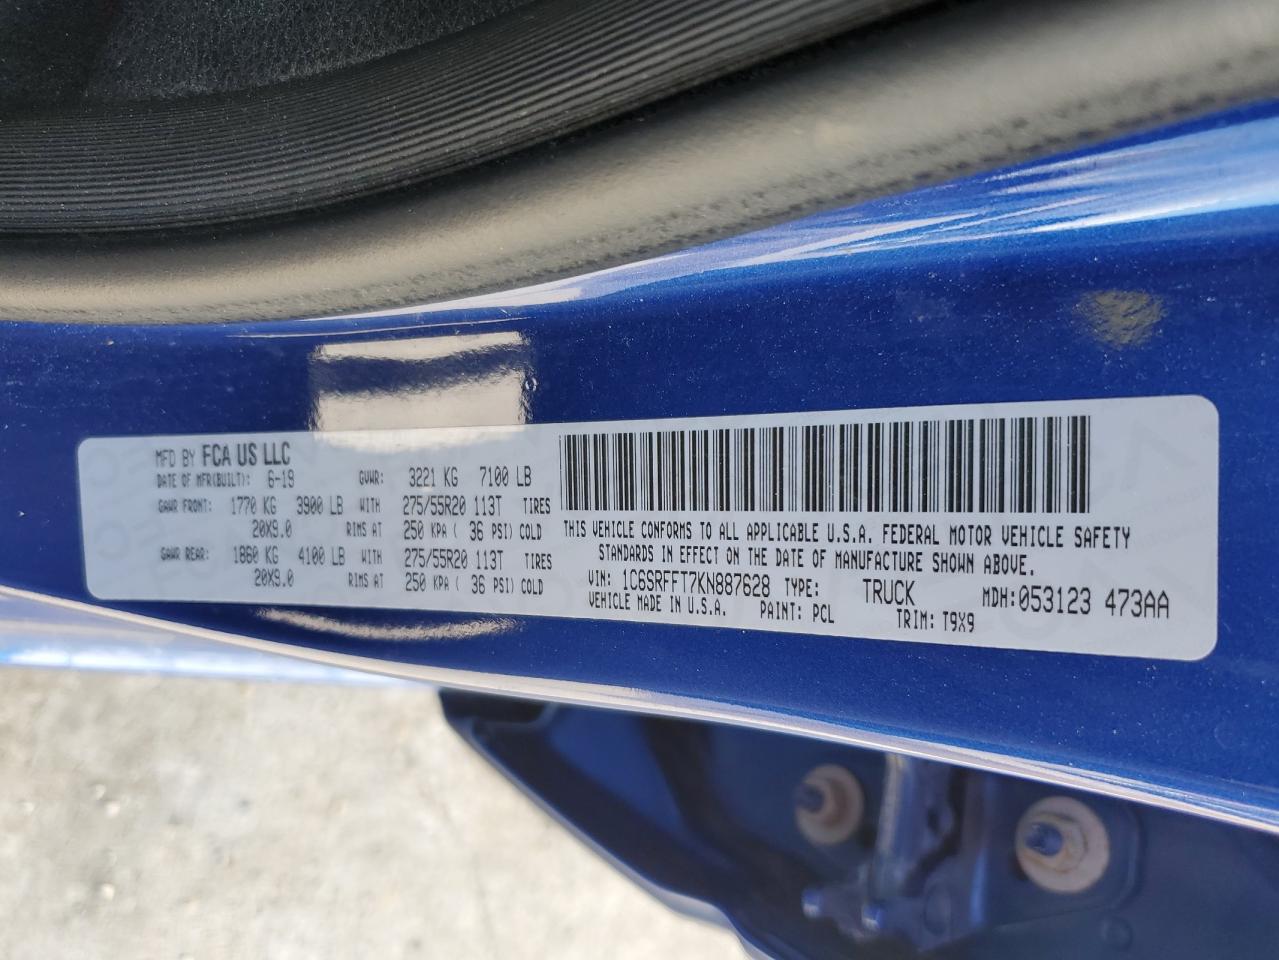 MFD BY FCA US LLC
DATE OF MFR(BUILT): 6-19 GVWR: 3221 KG 7100 LB
GAWR FRONT: 1770 KG 3900 LB WITH 275/55R20 113T TIRES
20X9.0 RIMS AT 250 KPA ( 36 PSI) COLD
GAWR REAR: 1860 KG 4100 LB WITH 275/55R20 113T TIRES
20X9.0 RIMS AT 250 KPA ( 36 PSI) COLD
THIS VEHICLE CONFORMS TO ALL APPLICABLE U.S.A. FEDERAL MOTOR VEHICLE SAFETY
STANDARDS IN EFFECT ON THE DATE OF MANUFACTURE SHOWN ABOVE.
VIN: 1C6SRFFT7KN887628 TYPE: TRUCK MDH:053123 473AA
VEHICLE MADE IN U.S.A. PAINT: PCL TRIM: T9X9